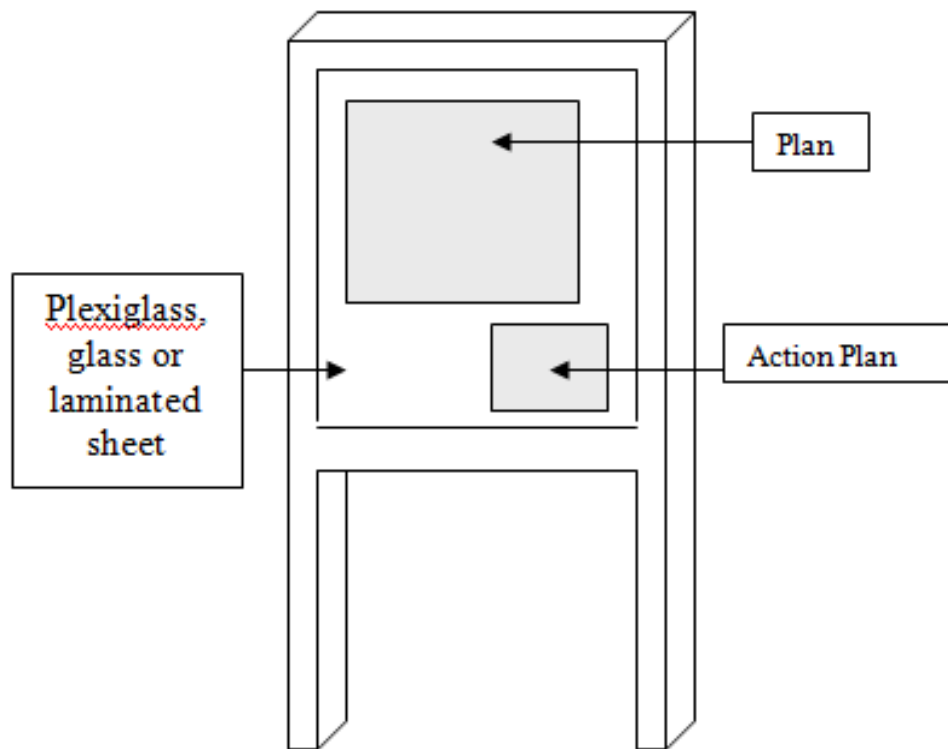 Plan
Plexiglass,
glass or
laminated
sheet
Action Plan